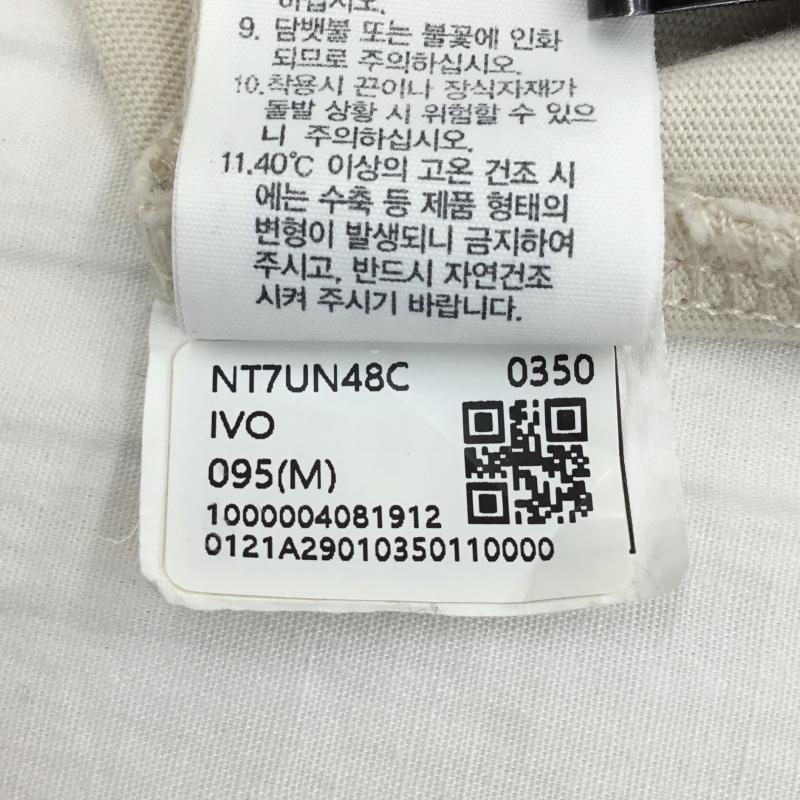 하십시오.
9. 담뱃불 또는 불꽃에 인화
되므로 주의하십시오.
10.착용시 끈이나 장식자재가
돌발 상황 시 위험할 수 있으
니 주의하십시오.
11.40℃ 이상의 고온 건조 시
에는 수축 등 제품 형태의
변형이 발생되니 금지하여
주시고, 반드시 자연건조
시켜 주시기 바랍니다.
NT7UN48C 0350
IVO
095(M)
1000004081912
0121A29010350110000